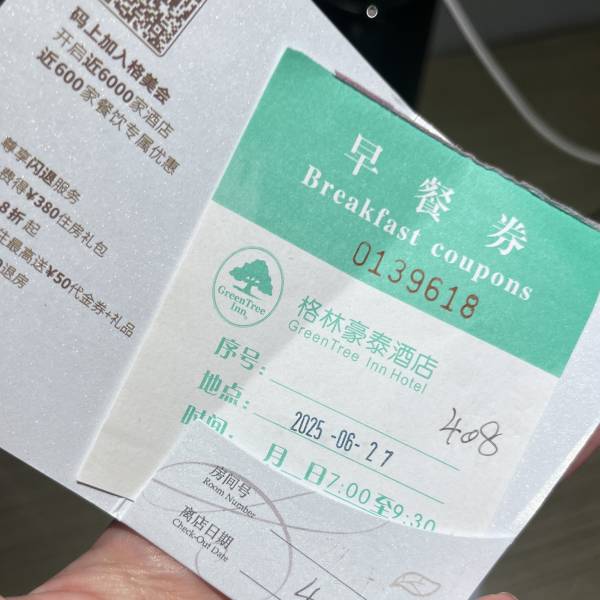 码上加入格美会
开启近6000家酒店
近600家餐饮专属优惠
尊享闪退服务
费得¥380住房礼包
8折起
住最高送¥50代金券+礼品
退房
早餐券
Breakfast coupons
0139618
GreenTree
Inn
格林豪泰酒店
GreenTree Inn Hotel
序号:
地点:
408
2025-06-27
时间:
月 日7:00至9:30
房间号
Room Number
离店日期
Check-Out Date